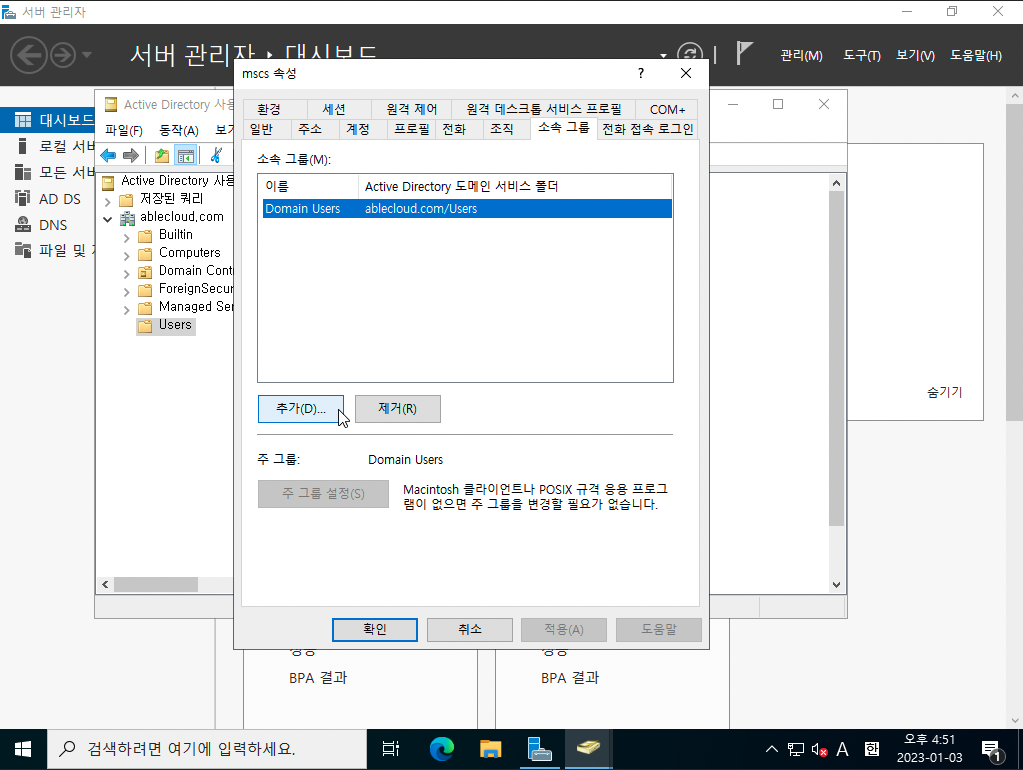 서버 관리자
서버 관리자 ‣ 대시보드
관리(M) 도구(T) 보기(V) 도움말(H)
대시보드
로컬 서버
모든 서버
AD DS
DNS
파일 및
Active Directory 사용
파일(F) 동작(A) 보기
Active Directory 사용
저장된 쿼리
ablecloud.com
Builtin
Computers
Domain Cont
ForeignSecur
Managed Ser
Users
mscs 속성
?
환경 세션 원격 제어 원격 데스크톱 서비스 프로필 COM+
일반 주소 계정 프로필 전화 조직 소속 그룹 전화 접속 로그인
소속 그룹(M):
이름 Active Directory 도메인 서비스 폴더
Domain Users ablecloud.com/Users
추가(D)... 제거(R)
주 그룹: Domain Users
주 그룹 설정(S)
Macintosh 클라이언트나 POSIX 규격 응용 프로그
램이 없으면 주 그룹을 변경할 필요가 없습니다.
확인 취소 적용(A) 도움말
숨기기
BPA 결과 BPA 결과
검색하려면 여기에 입력하세요.
A 한
오후 4:51
2023-01-03
1